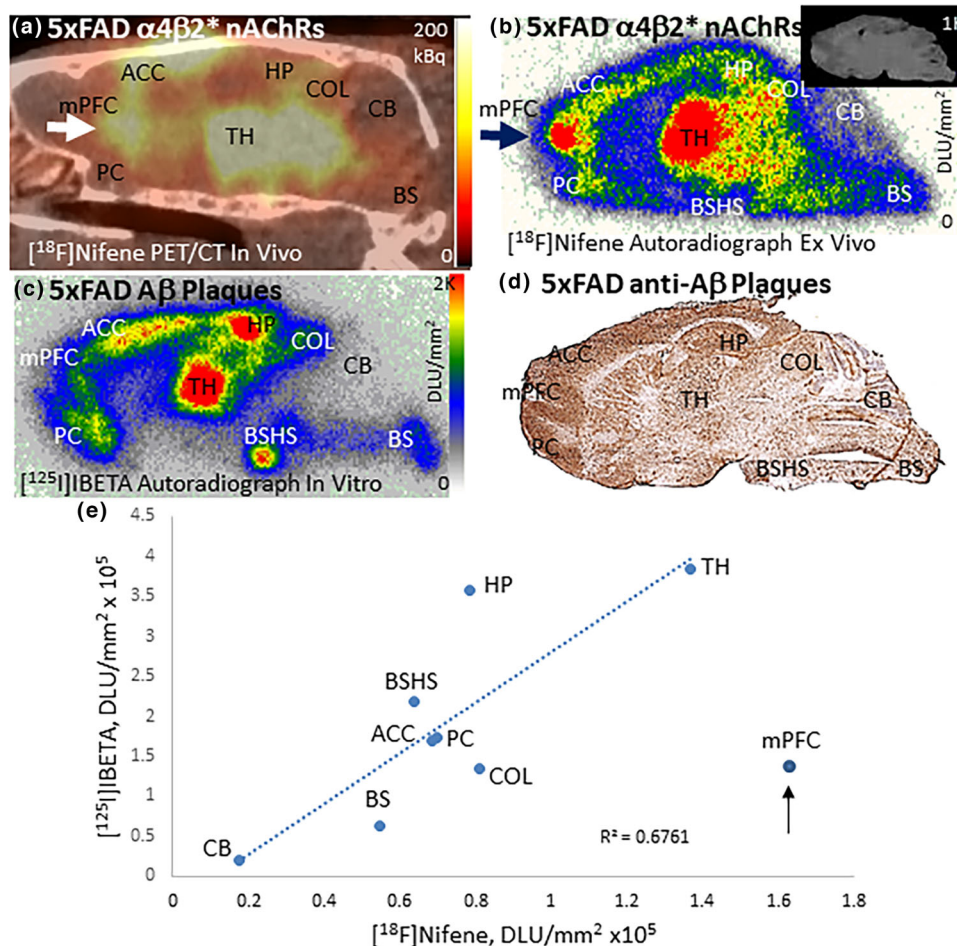 (a) 5xFAD α4β2* nAChRs
200
kBq
ACC
HP
COL
mPFC
CB
TH
PC
BS
0
[¹⁸F]Nifene PET/CT In Vivo
(b) 5xFAD α4β2* nAChRs
HP
ACC
COL
mPFC
CB
TH
DLU/mm²
PC
BS
BSHS
0
[¹⁸F]Nifene Autoradiograph Ex Vivo
(c) 5xFAD Aβ Plaques
2K
ACC
HP
COL
mPFC
CB
DLU/mm²
TH
PC
BSHS
BS
0
[¹²⁵I]IBETA Autoradiograph In Vitro
(d) 5xFAD anti-Aβ Plaques
ACC
HP
COL
mPFC
TH
CB
PC
BSHS
BS
(e)
4.5
4
3.5
3
2.5
2
1.5
1
0.5
0
[¹²⁵I]IBETA, DLU/mm² x 10⁵
HP
TH
BSHS
ACC
PC
mPFC
COL
BS
CB
R² = 0.6761
0 0.2 0.4 0.6 0.8 1 1.2 1.4 1.6 1.8
[¹⁸F]Nifene, DLU/mm² x10⁵